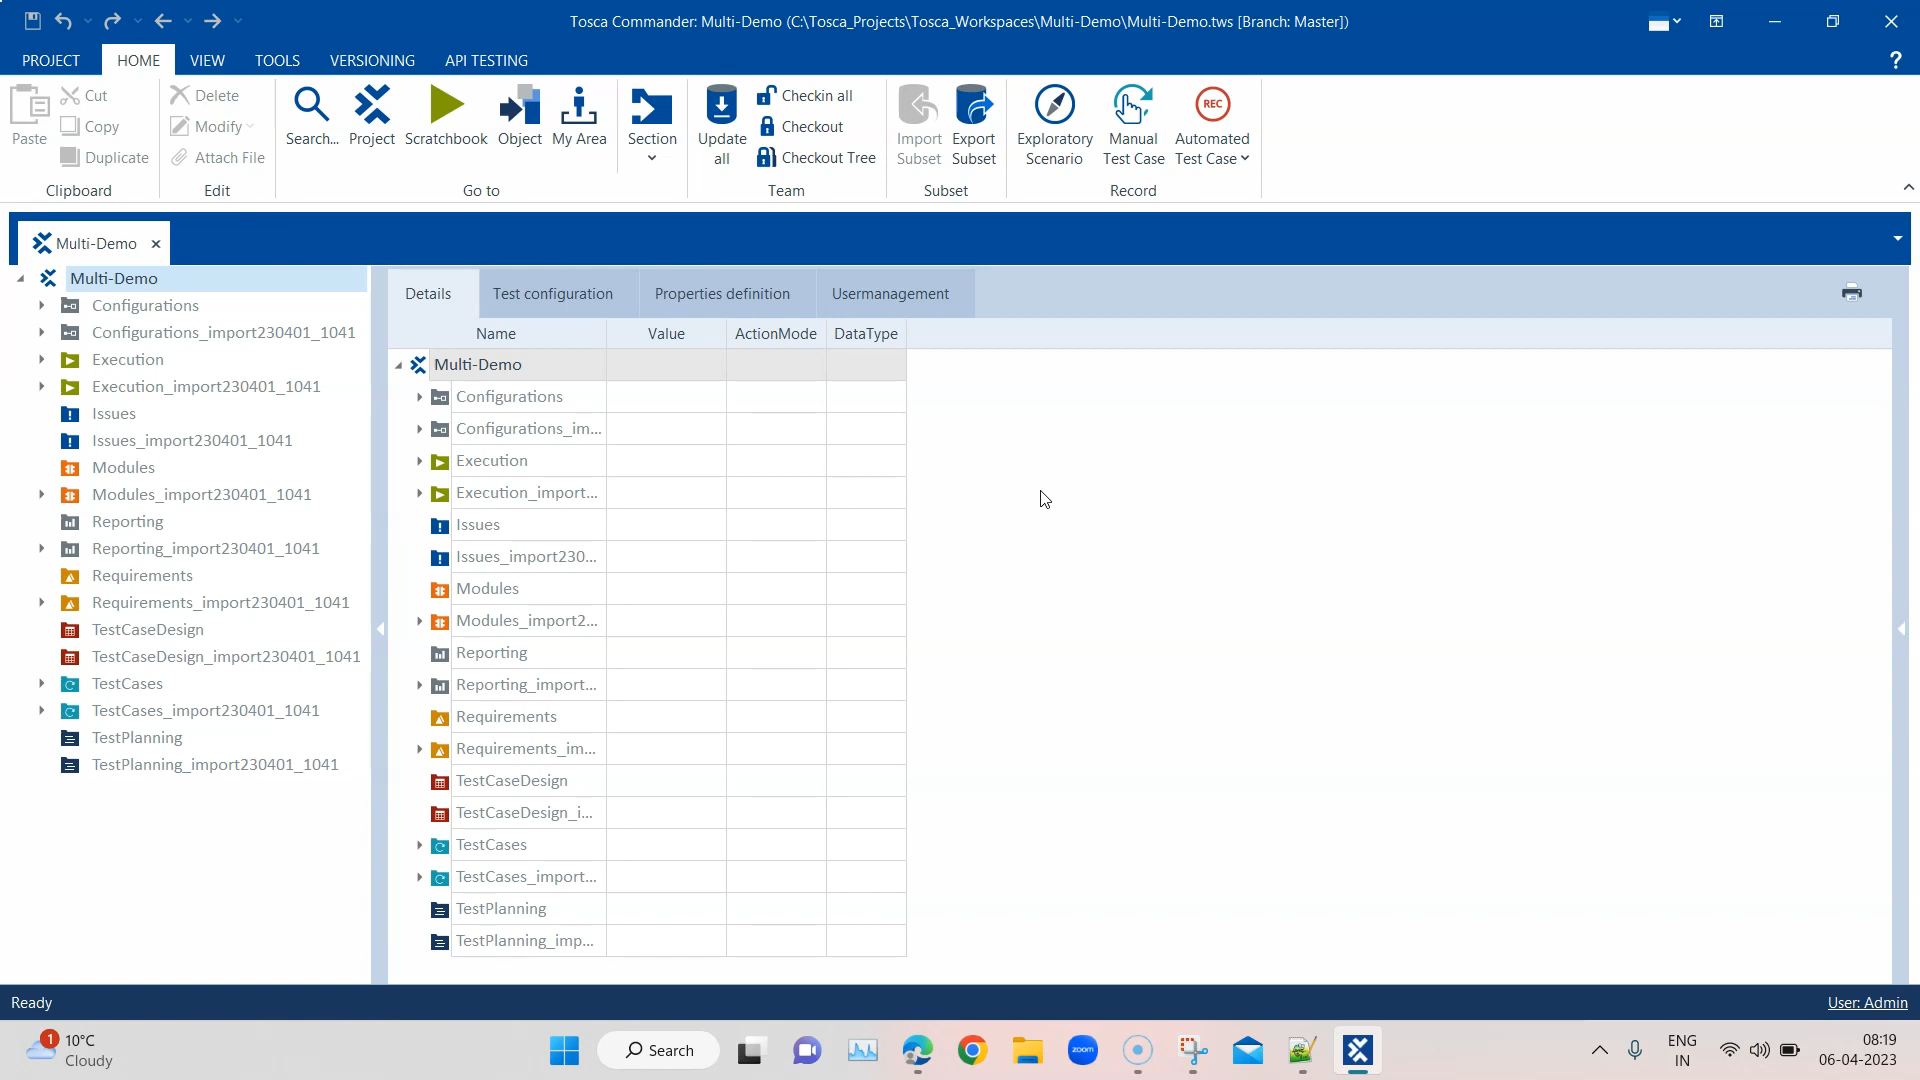 Tosca Commander: Multi-Demo (C:\Tosca_Projects\Tosca_Workspaces\Multi-Demo\Multi-Demo.tws [Branch: Master])
PROJECT HOME VIEW TOOLS VERSIONING API TESTING ?
Paste
Cut
Copy
Duplicate
Clipboard
Delete
Modify
Attach File
Edit
Search...
Project
Scratchbook
Object
My Area
Go to
Section
Update all
Checkin all
Checkout
Checkout Tree
Team
Import Subset
Export Subset
Subset
Exploratory Scenario
Manual Test Case
REC
Automated Test Case
Record
Multi-Demo
Multi-Demo
Configurations
Configurations_import230401_1041
Execution
Execution_import230401_1041
Issues
Issues_import230401_1041
Modules
Modules_import230401_1041
Reporting
Reporting_import230401_1041
Requirements
Requirements_import230401_1041
TestCaseDesign
TestCaseDesign_import230401_1041
TestCases
TestCases_import230401_1041
TestPlanning
TestPlanning_import230401_1041
Details Test configuration Properties definition Usermanagement
Name Value ActionMode DataType
Multi-Demo
Configurations
Configurations_im...
Execution
Execution_import...
Issues
Issues_import230...
Modules
Modules_import2...
Reporting
Reporting_import...
Requirements
Requirements_im...
TestCaseDesign
TestCaseDesign_i...
TestCases
TestCases_import...
TestPlanning
TestPlanning_imp...
Ready User: Admin
1
10°C
Cloudy
Search
zoom
ENG
IN
08:19
06-04-2023